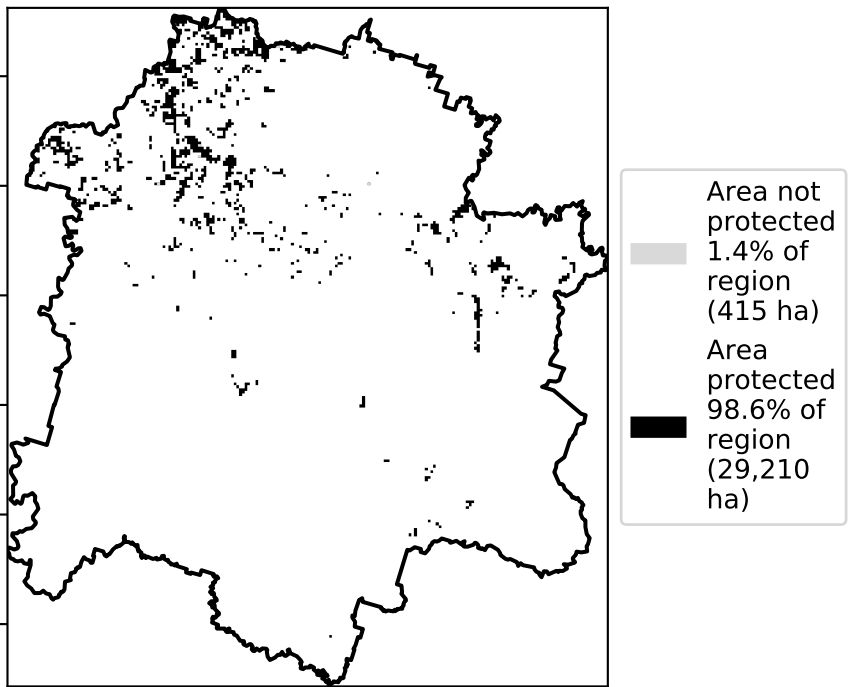 Area not
protected
1.4% of
region
(415 ha)
Area
protected
98.6% of
region
(29,210
ha)